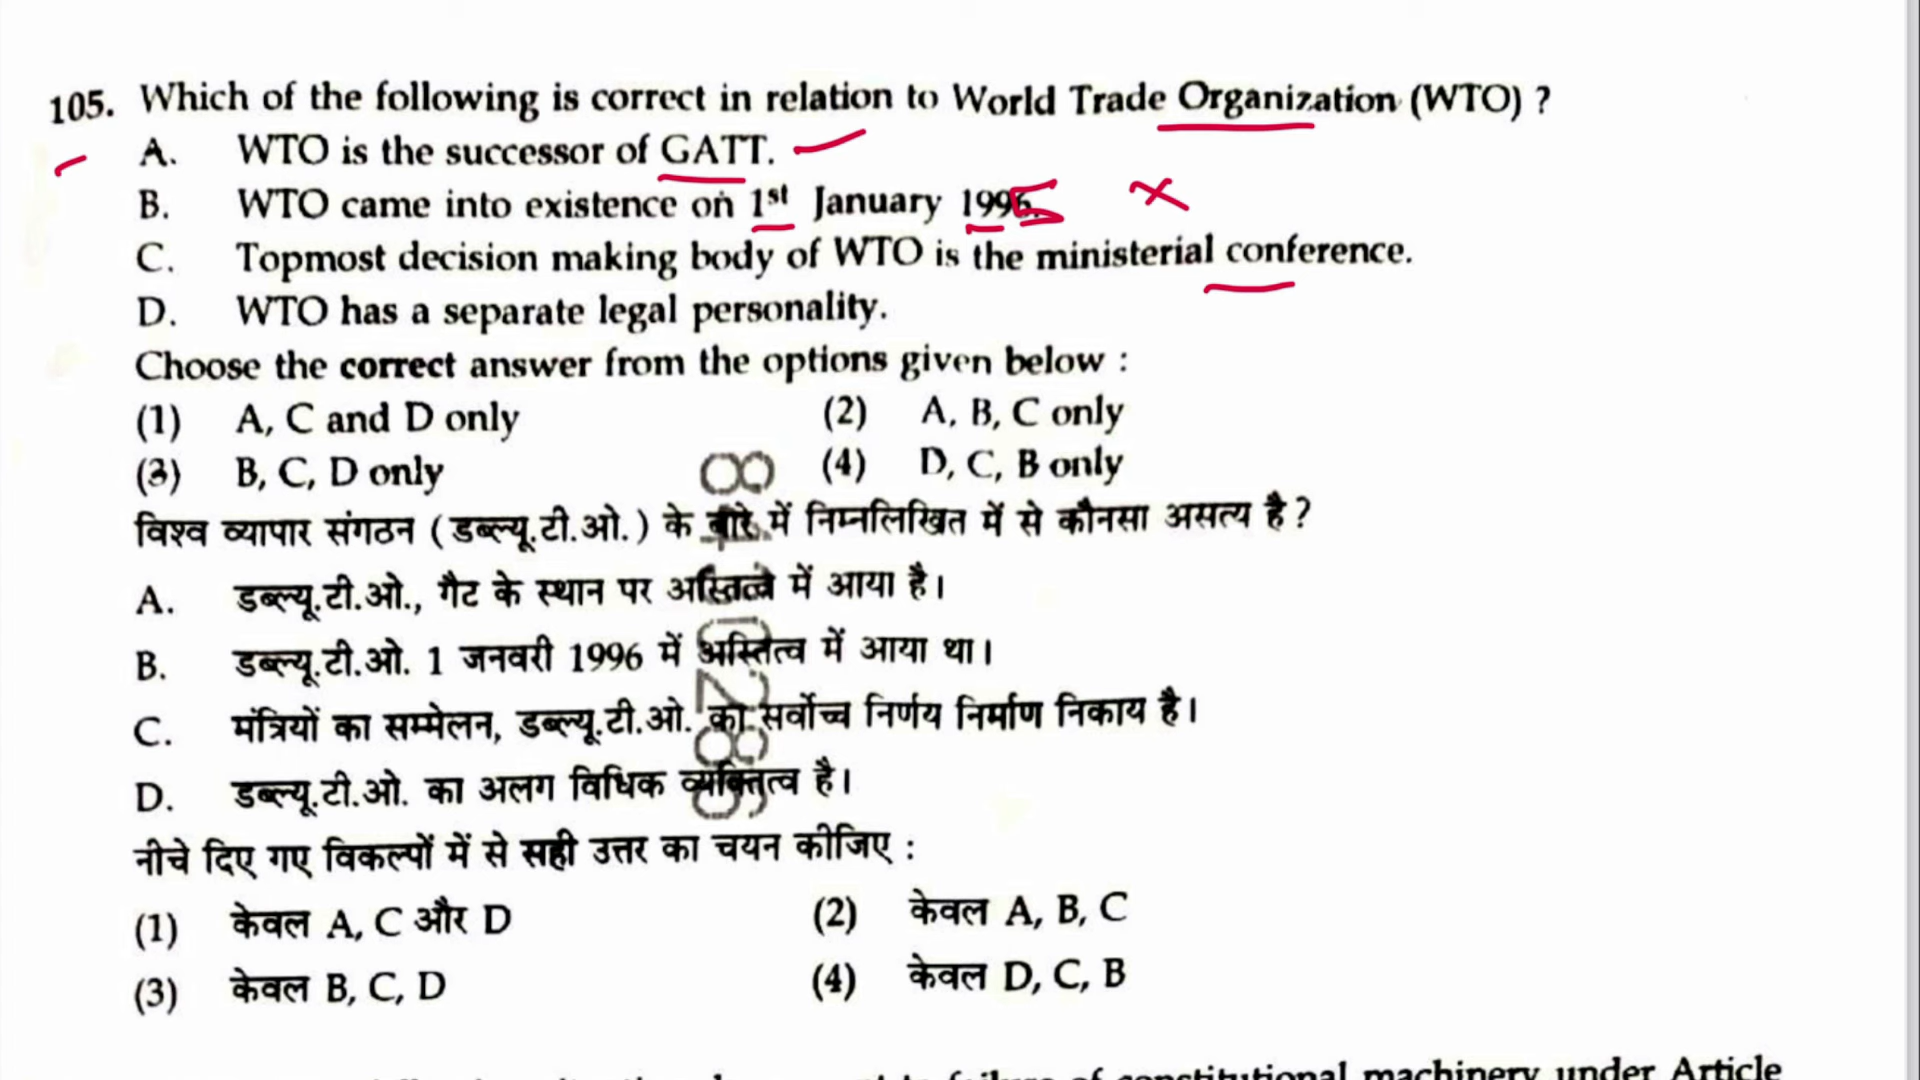 105. Which of the following is correct in relation to World Trade Organization (WTO) ?
A. WTO is the successor of GATT.
B. WTO came into existence on 1st January 1996.
C. Topmost decision making body of WTO is the ministerial conference.
D. WTO has a separate legal personality.
Choose the correct answer from the options given below :
(1) A, C and D only (2) A, B, C only
(3) B, C, D only (4) D, C, B only
विश्व व्यापार संगठन ( डब्ल्यू.टी.ओ. ) के बारे में निम्नलिखित में से कौनसा असत्य है ?
A. डब्ल्यू.टी.ओ., गैट के स्थान पर अस्तित्व में आया है।
B. डब्ल्यू.टी.ओ. 1 जनवरी 1996 में अस्तित्व में आया था।
C. मंत्रियों का सम्मेलन, डब्ल्यू.टी.ओ. का सर्वोच्च निर्णय निर्माण निकाय है।
D. डब्ल्यू.टी.ओ. का अलग विधिक व्यक्तित्व है।
नीचे दिए गए विकल्पों में से सही उत्तर का चयन कीजिए :
(1) केवल A, C और D (2) केवल A, B, C
(3) केवल B, C, D (4) केवल D, C, B
of constitutional machinery under Article